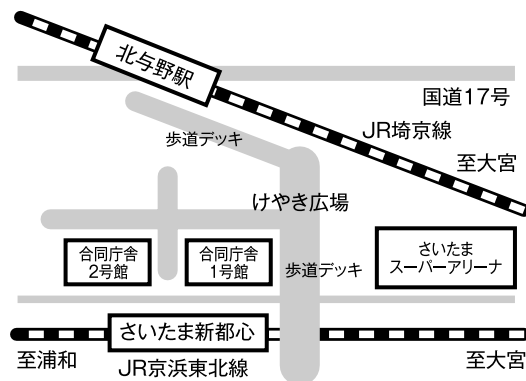 北与野駅
国道17号
歩道デッキ
JR埼京線
至大宮
けやき広場
合同庁舎
2号館
合同庁舎
1号館
歩道デッキ
さいたま
スーパーアリーナ
さいたま新都心
至浦和
JR京浜東北線
至大宮